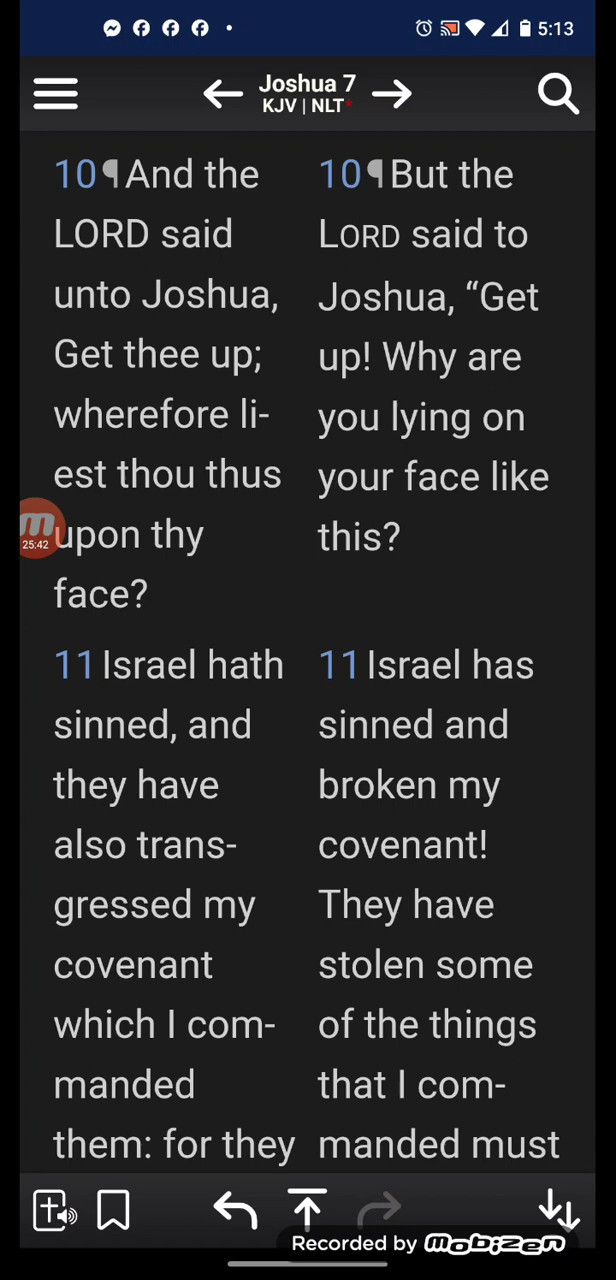 5:13
Joshua 7
KJV | NLT*
10 ¶And the
LORD said
unto Joshua,
Get thee up;
wherefore li-
est thou thus
upon thy
face?
11 Israel hath
sinned, and
they have
also trans-
gressed my
covenant
which I com-
manded
them: for they
10 ¶But the
LORD said to
Joshua, “Get
up! Why are
you lying on
your face like
this?
11 Israel has
sinned and
broken my
covenant!
They have
stolen some
of the things
that I com-
manded must
m
25:42
Recorded by mobizen